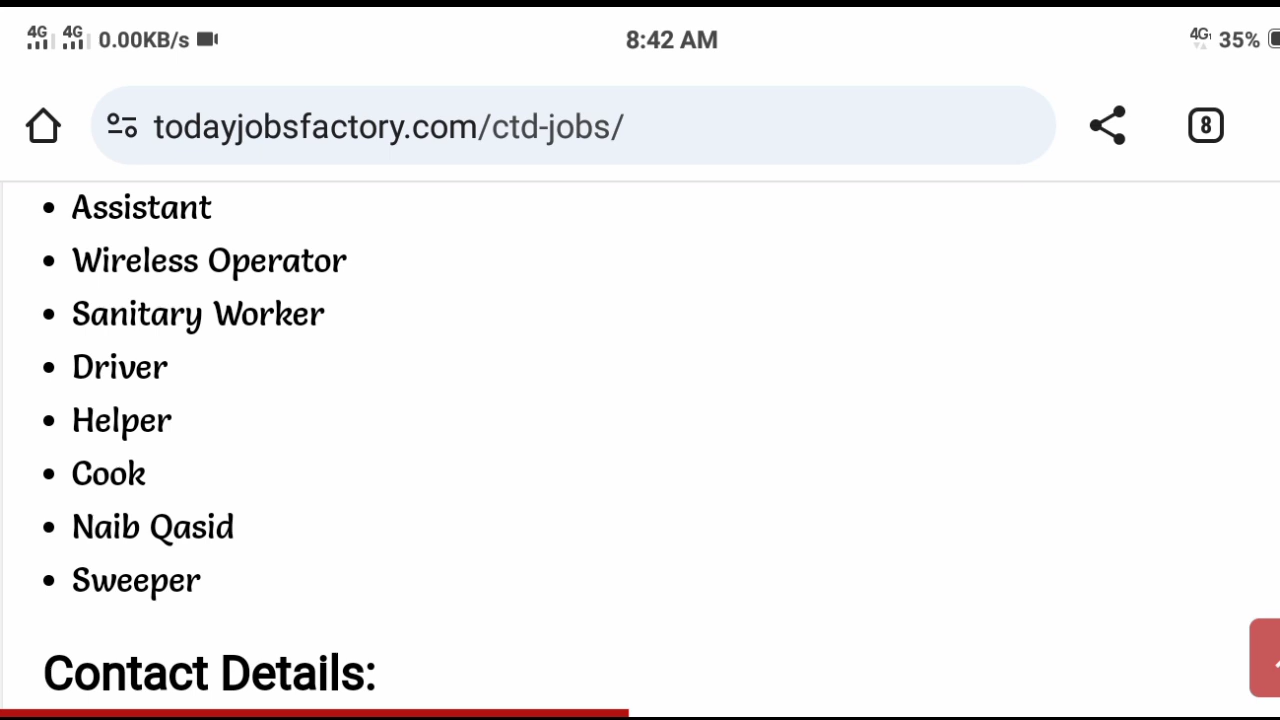 4G 4G 0.00KB/s 8:42 AM 4G 35%
todayjobsfactory.com/ctd-jobs/ 8
• Assistant
• Wireless Operator
• Sanitary Worker
• Driver
• Helper
• Cook
• Naib Qasid
• Sweeper
Contact Details: